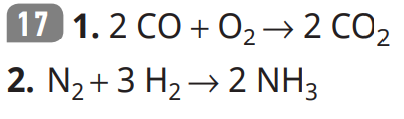 17 1. 2 CO + O₂ → 2 CO₂
2. N₂ + 3 H₂ → 2 NH₃